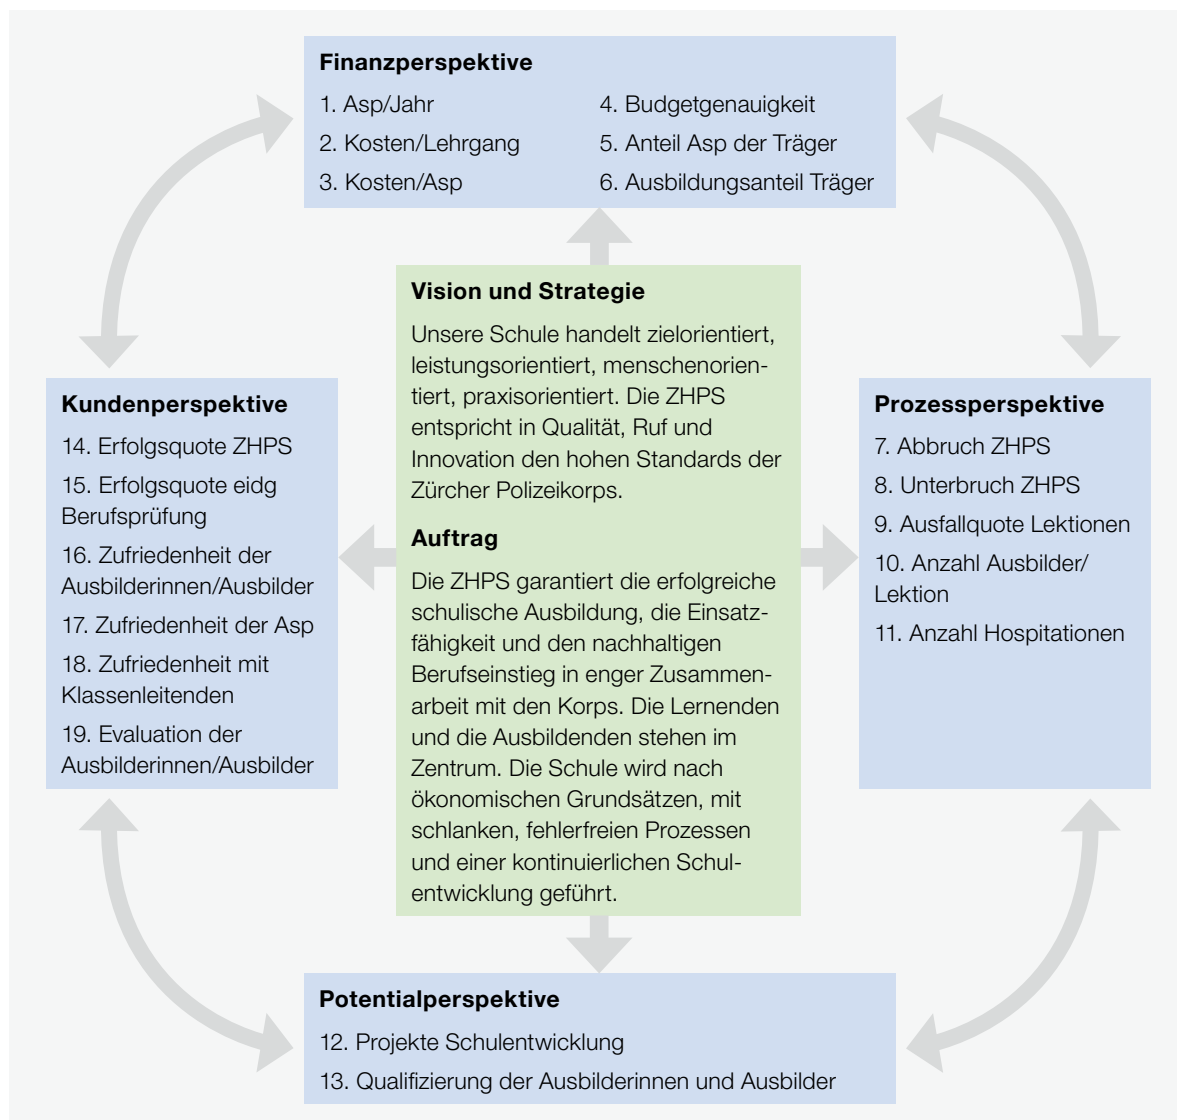 Finanzperspektive
1. Asp/Jahr
2. Kosten/Lehrgang
3. Kosten/Asp
4. Budgetgenauigkeit
5. Anteil Asp der Träger
6. Ausbildungsanteil Träger
Vision und Strategie
Unsere Schule handelt zielorientiert,
leistungsorientiert, menschenorien-
tiert, praxisorientiert. Die ZHPS
entspricht in Qualität, Ruf und
Innovation den hohen Standards der
Zürcher Polizeikorps.
Auftrag
Die ZHPS garantiert die erfolgreiche
schulische Ausbildung, die Einsatz-
fähigkeit und den nachhaltigen
Berufseinstieg in enger Zusammen-
arbeit mit den Korps. Die Lernenden
und die Ausbildenden stehen im
Zentrum. Die Schule wird nach
ökonomischen Grundsätzen, mit
schlanken, fehlerfreien Prozessen
und einer kontinuierlichen Schul-
entwicklung geführt.
Kundenperspektive
14. Erfolgsquote ZHPS
15. Erfolgsquote eidg
Berufsprüfung
16. Zufriedenheit der
Ausbilderinnen/Ausbilder
17. Zufriedenheit der Asp
18. Zufriedenheit mit
Klassenleitenden
19. Evaluation der
Ausbilderinnen/Ausbilder
Prozessperspektive
7. Abbruch ZHPS
8. Unterbruch ZHPS
9. Ausfallquote Lektionen
10. Anzahl Ausbilder/
Lektion
11. Anzahl Hospitationen
Potentialperspektive
12. Projekte Schulentwicklung
13. Qualifizierung der Ausbilderinnen und Ausbilder